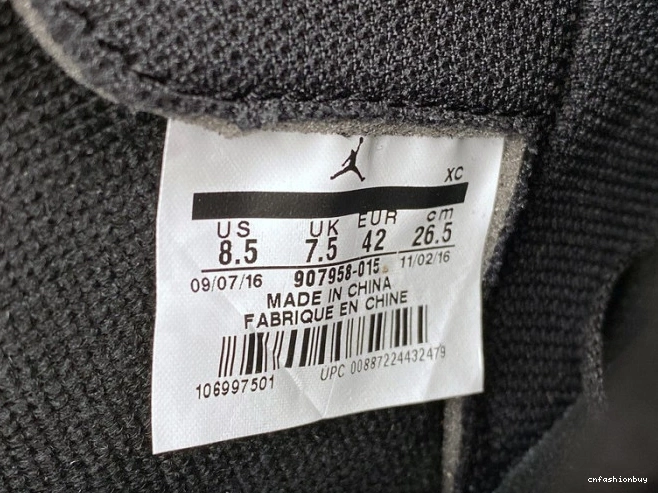 XC
US UK EUR cm
8.5 7.5 42 26.5
09/07/16 907958-015 11/02/16
MADE IN CHINA
FABRIQUE EN CHINE
106997501 UPC 00887224432479
cnfashionbuy